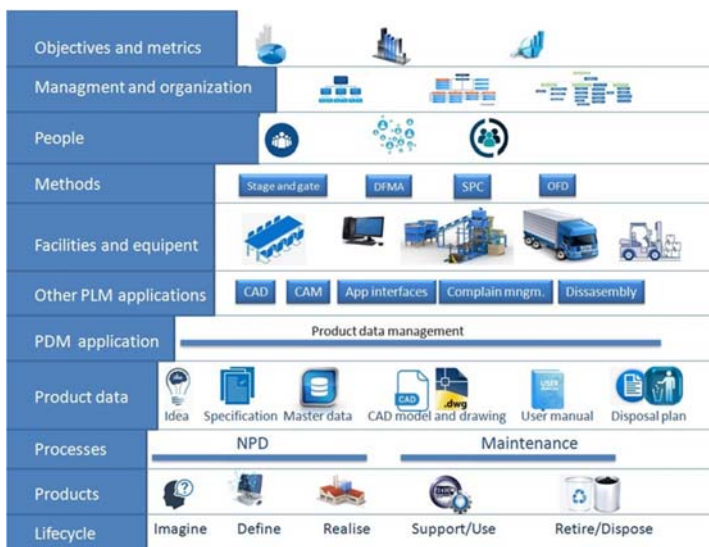 Objectives and metrics
Managment and organization
People
Methods
Stage and gate DFMA SPC OFD
Facilities and equipent
Other PLM applications
CAD CAM App interfaces Complain mngm. Dissasembly
PDM application
Product data management
Product data
CAD .dwg USER
Idea Specification Master data CAD model and drawing User manual Disposal plan
Processes
NPD Maintenance
Products
Lifecycle
Imagine Define Realise Support/Use Retire/Dispose